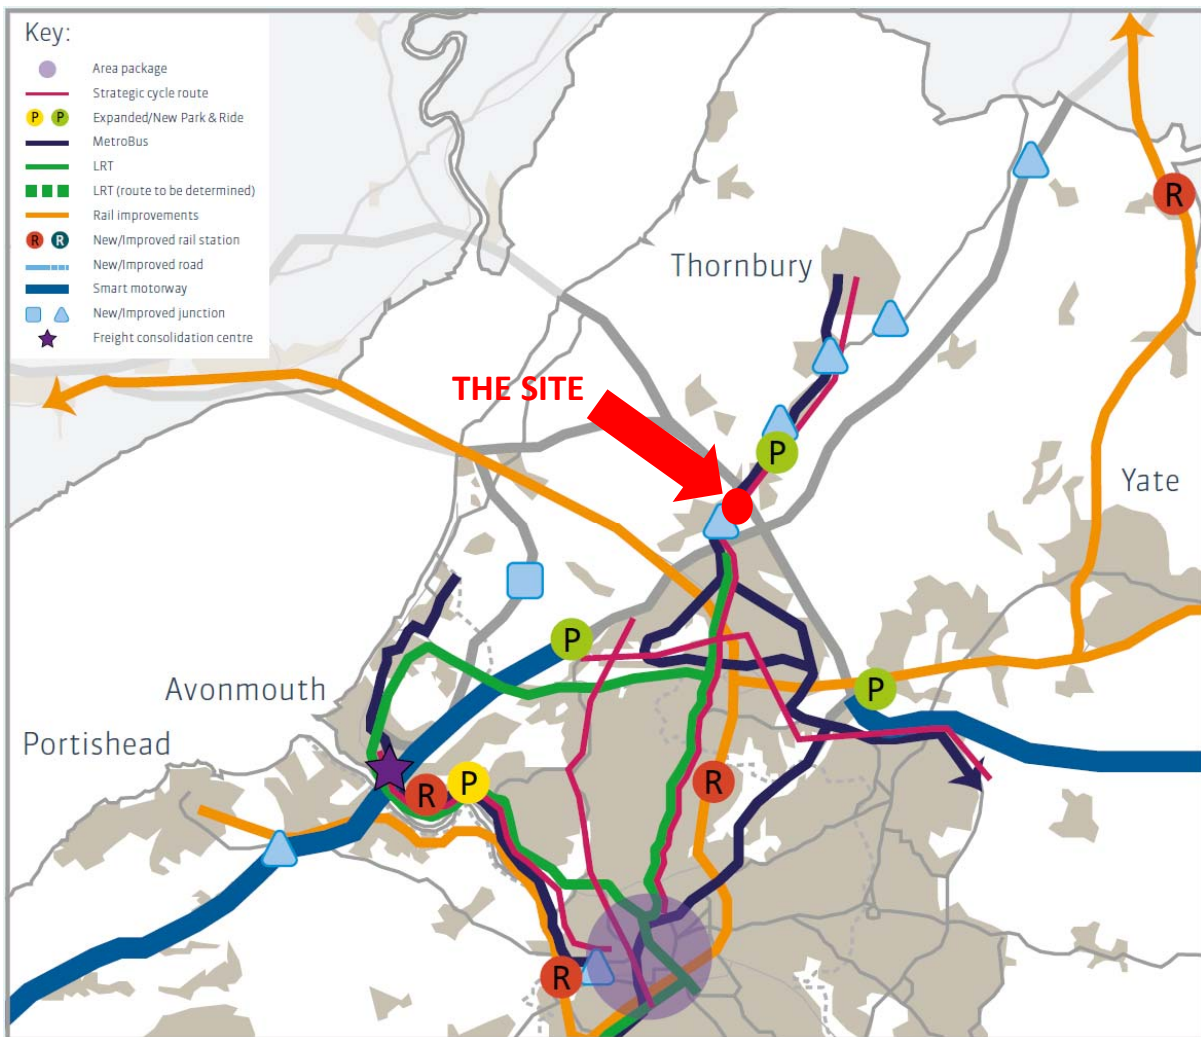 Key:
Area package
Strategic cycle route
P P Expanded/New Park & Ride
MetroBus
LRT
LRT (route to be determined)
Rail improvements
R R New/Improved rail station
New/Improved road
Smart motorway
New/Improved junction
Freight consolidation centre
R
Thornbury
THE SITE
P
Yate
P
Avonmouth
P
Portishead
R P R
R